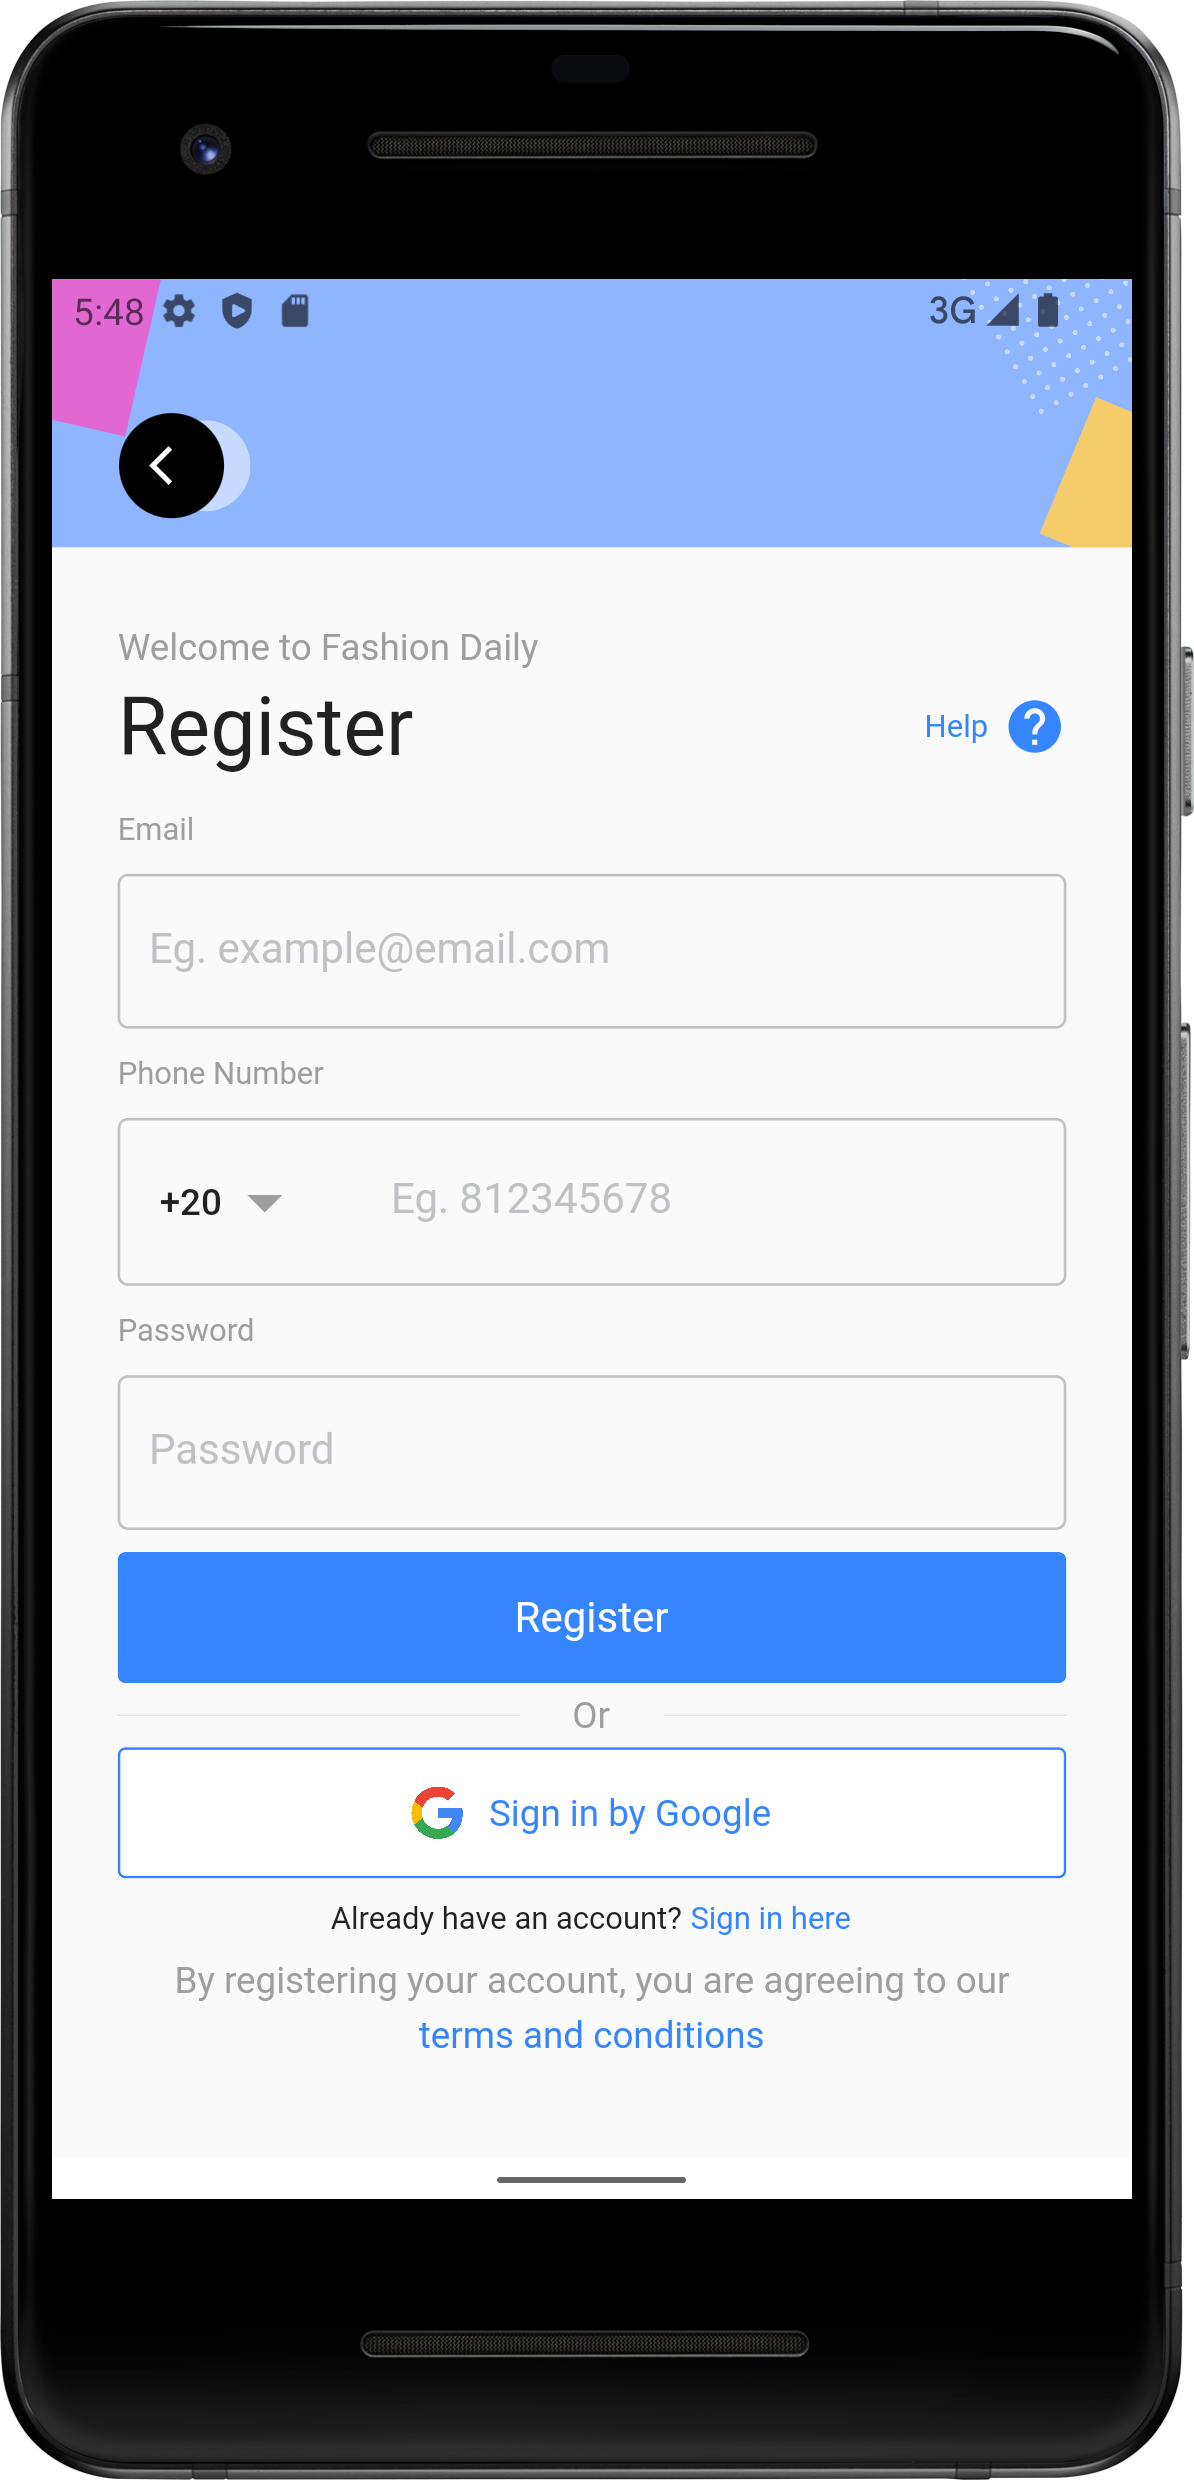 5:48 3G
Welcome to Fashion Daily
Register
Help ?
Email
Eg. example@email.com
Phone Number
+20 Eg. 812345678
Password
Password
Register
Or
G Sign in by Google
Already have an account? Sign in here
By registering your account, you are agreeing to our
terms and conditions